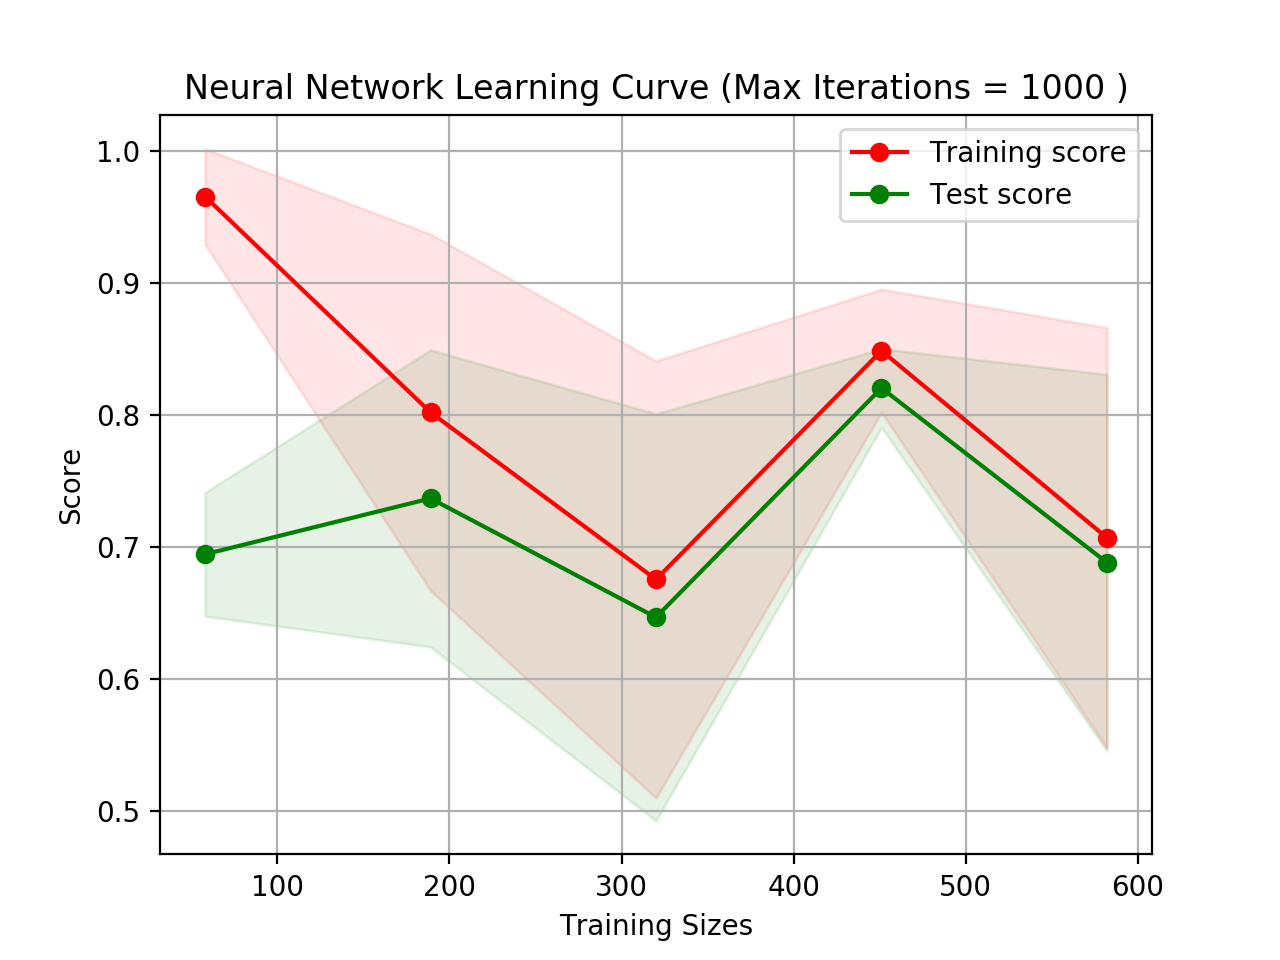 Neural Network Learning Curve (Max Iterations = 1000 )
Training score
Test score
1.0
0.9
0.8
0.7
0.6
0.5
Score
100 200 300 400 500 600
Training Sizes